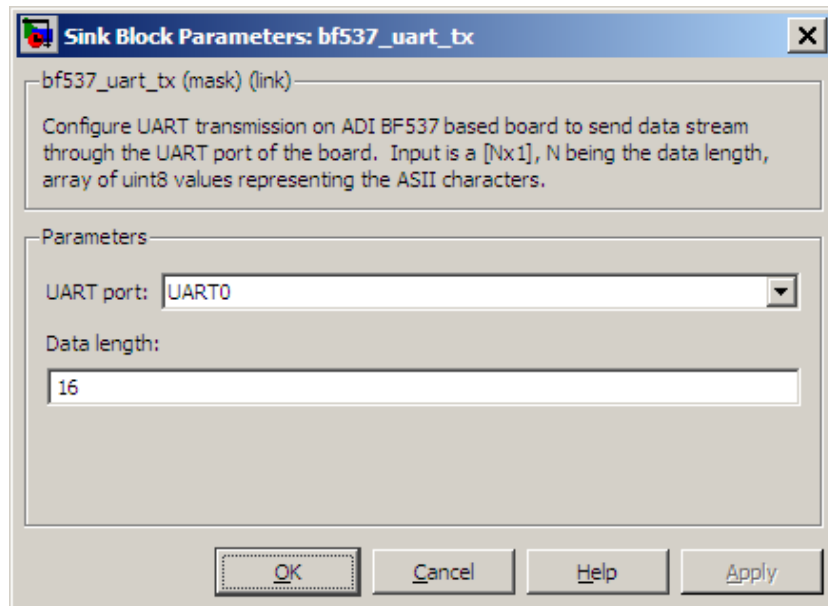 Sink Block Parameters: bf537_uart_tx
bf537_uart_tx (mask) (link)
Configure UART transmission on ADI BF537 based board to send data stream
through the UART port of the board.  Input is a [Nx1], N being the data length,
array of uint8 values representing the ASII characters.
Parameters
UART port: UART0
Data length:
16
OK Cancel Help Apply